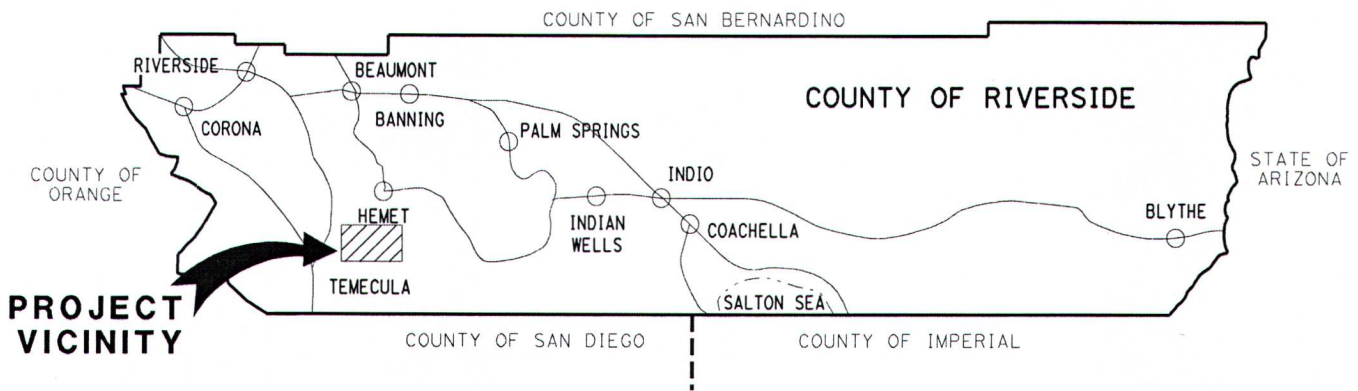 COUNTY OF SAN BERNARDINO
RIVERSIDE
BEAUMONT
COUNTY OF RIVERSIDE
CORONA
BANNING
PALM SPRINGS
COUNTY OF
ORANGE
STATE OF
ARIZONA
INDIO
HEMET
INDIAN
WELLS
COACHELLA
BLYTHE
TEMECULA
SALTON SEA
PROJECT
VICINITY
COUNTY OF SAN DIEGO
COUNTY OF IMPERIAL